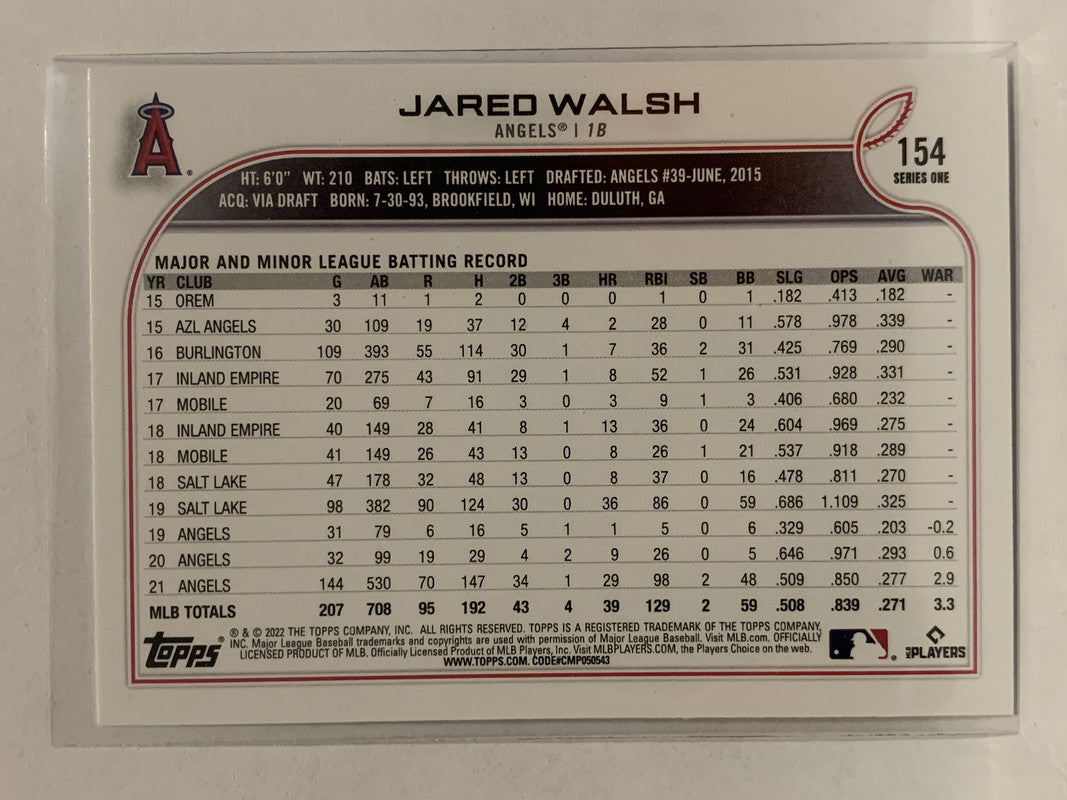 A
JARED WALSH
ANGELS® | 1B
154
SERIES ONE
HT: 6'0" WT: 210 BATS: LEFT THROWS: LEFT DRAFTED: ANGELS #39-JUNE, 2015
ACQ: VIA DRAFT BORN: 7-30-93, BROOKFIELD, WI HOME: DULUTH, GA
MAJOR AND MINOR LEAGUE BATTING RECORD
YR CLUB G AB R H 2B 3B HR RBI SB BB SLG OPS AVG WAR
15 OREM 3 11 1 2 0 0 0 1 0 1 .182 .413 .182 -
15 AZL ANGELS 30 109 19 37 12 4 2 28 0 11 .578 .978 .339 -
16 BURLINGTON 109 393 55 114 30 1 7 36 2 31 .425 .769 .290 -
17 INLAND EMPIRE 70 275 43 91 29 1 8 52 1 26 .531 .928 .331 -
17 MOBILE 20 69 7 16 3 0 3 9 1 3 .406 .680 .232 -
18 INLAND EMPIRE 40 149 28 41 8 1 13 36 0 24 .604 .969 .275 -
18 MOBILE 41 149 26 43 13 0 8 26 1 21 .537 .918 .289 -
18 SALT LAKE 47 178 32 48 13 0 8 37 0 16 .478 .811 .270 -
19 SALT LAKE 98 382 90 124 30 0 36 86 0 59 .686 1.109 .325 -
19 ANGELS 31 79 6 16 5 1 1 5 0 6 .329 .605 .203 -0.2
20 ANGELS 32 99 19 29 4 2 9 26 0 5 .646 .971 .293 0.6
21 ANGELS 144 530 70 147 34 1 29 98 2 48 .509 .850 .277 2.9
MLB TOTALS 207 708 95 192 43 4 39 129 2 59 .508 .839 .271 3.3
Topps®
® & © 2022 THE TOPPS COMPANY, INC. ALL RIGHTS RESERVED. TOPPS IS A REGISTERED TRADEMARK OF THE TOPPS COMPANY,
INC. Major League Baseball trademarks and copyrights are used with permission of Major League Baseball. Visit MLB.com. OFFICIALLY
LICENSED PRODUCT OF MLB. Officially Licensed Product of MLB Players, Inc. Visit MLBPLAYERS.COM, the Players Choice on the web.
WWW.TOPPS.COM. CODE#CMP050543
MLB PLAYERS